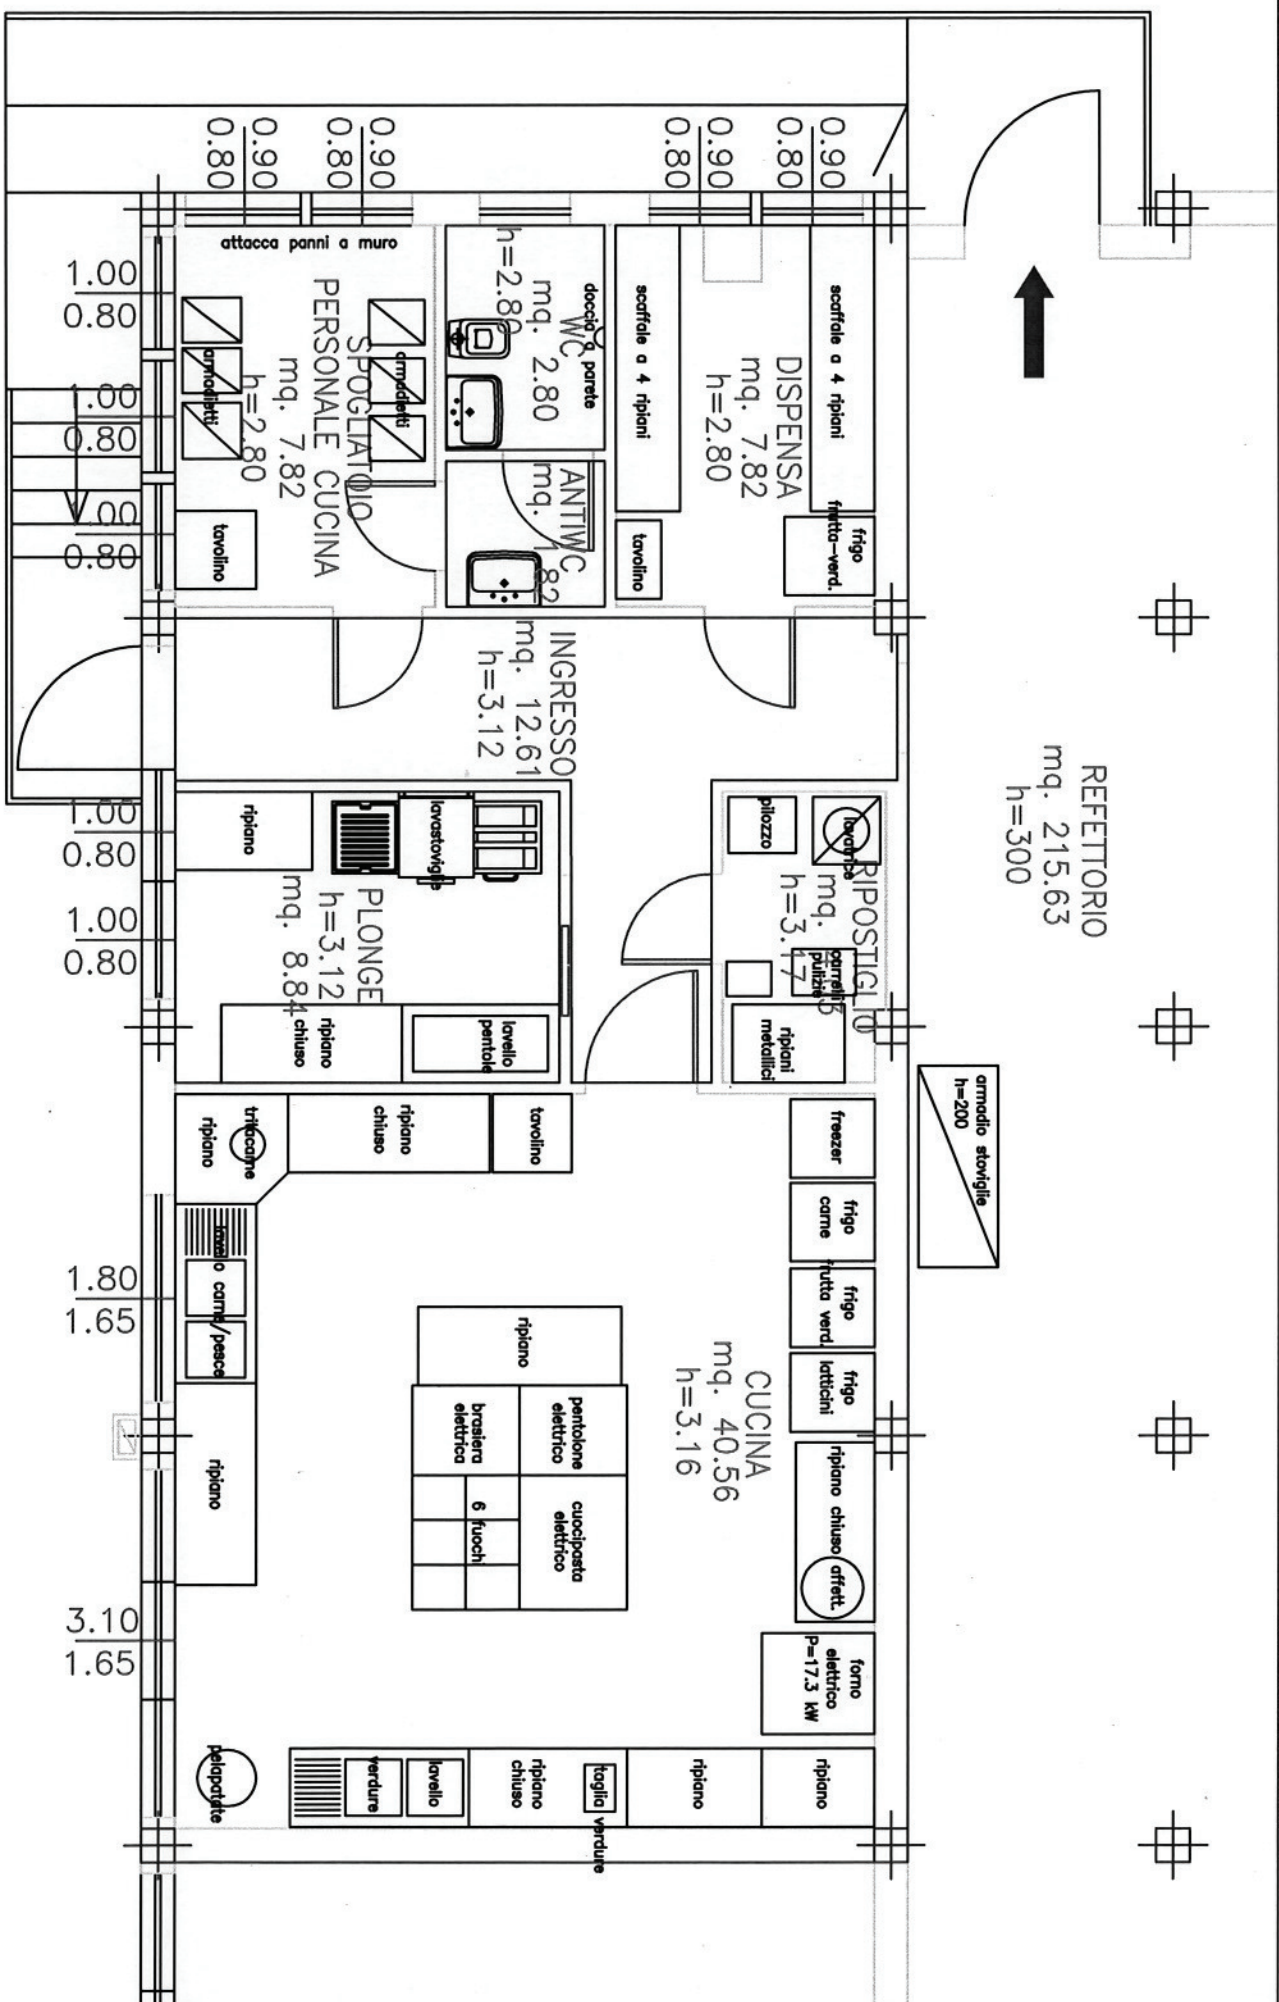 REFETTORIO
mq. 215.63
h=300
armadio stoviglie
h=200
0.90
0.80
0.90
0.80
0.90
0.80
0.90
0.80
scaffale a 4 ripiani
DISPENSA
mq. 7.82
h=2.80
scaffale a 4 ripiani
frigo
frutta-verd.
tavolino
doccia a parete
WC
mq. 2.80
h=2.80
ANTIWC
mq. 1.82
attacca panni a muro
SPOGLIATOIO
PERSONALE CUCINA
mq. 7.82
h=2.80
armadietti
armadietti
tavolino
1.00
0.80
1.00
0.80
1.00
0.80
INGRESSO
mq. 12.61
h=3.12
RIPOSTIGLIO
mq.
h=3.17
lavatrice
pilozzo
carrelli
pulizie
ripiani
metallici
lavastoviglie
ripiano
PLONGE
h=3.12
mq. 8.84
lavello
pentole
ripiano
chiuso
1.00
0.80
1.00
0.80
freezer
frigo
carne
frigo
frutta verd.
frigo
latticini
ripiano chiuso
affett.
forno
elettrico
P=17.3 kW
CUCINA
mq. 40.56
h=3.16
tavolino
ripiano
chiuso
tritacarne
ripiano
lavello carne/pesce
ripiano
ripiano
pentolone
elettrico
brasiera
elettrica
cuocipasta
elettrico
6 fuochi
1.80
1.65
3.10
1.65
ripiano
ripiano
taglia verdure
ripiano
chiuso
lavello
verdure
pelapatate